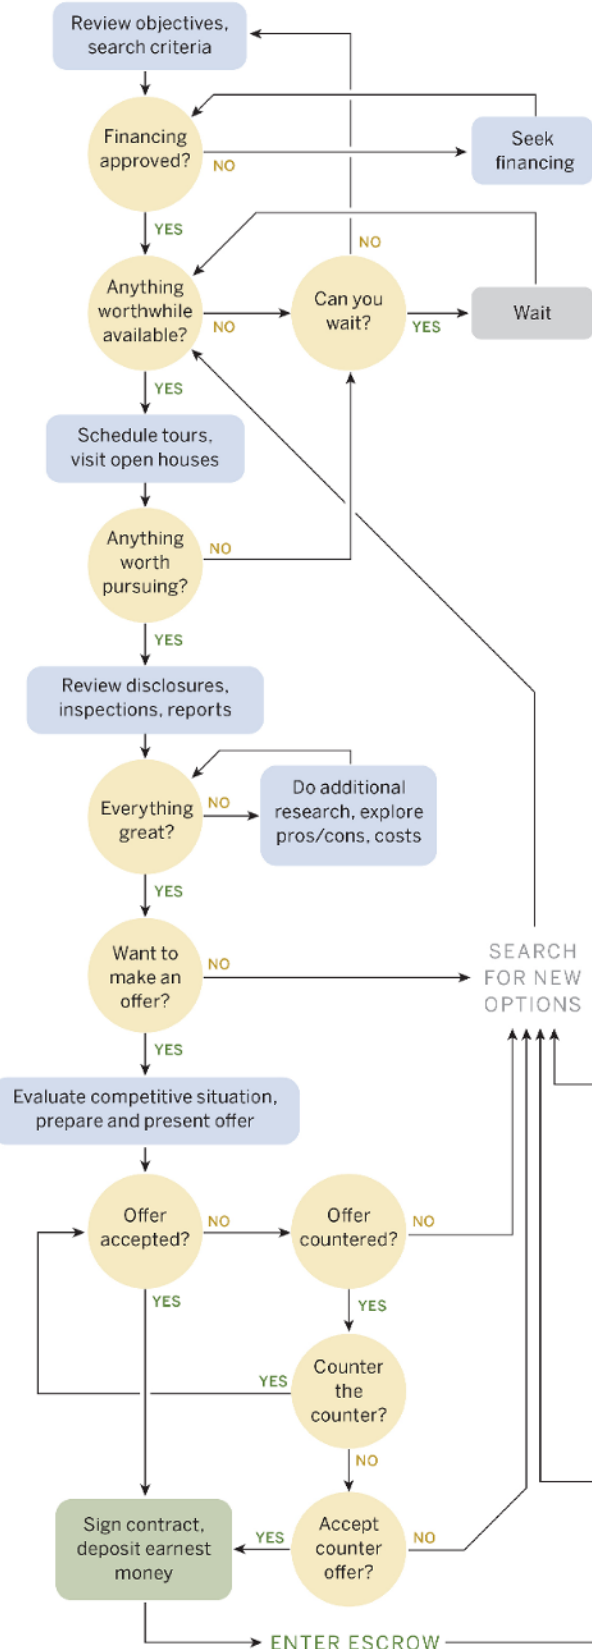 Review objectives,
search criteria
Financing
approved?
NO
Seek
financing
YES
Anything
worthwhile
available?
NO
NO
Can you
wait?
YES
Wait
YES
Schedule tours,
visit open houses
Anything
worth
pursuing?
NO
YES
Review disclosures,
inspections, reports
Everything
great?
NO
Do additional
research, explore
pros/cons, costs
YES
Want to
make an
offer?
NO
SEARCH
FOR NEW
OPTIONS
YES
Evaluate competitive situation,
prepare and present offer
Offer
accepted?
NO
Offer
countered?
NO
YES
YES
Counter
the
counter?
YES
NO
Sign contract,
deposit earnest
money
YES
Accept
counter
offer?
NO
ENTER ESCROW